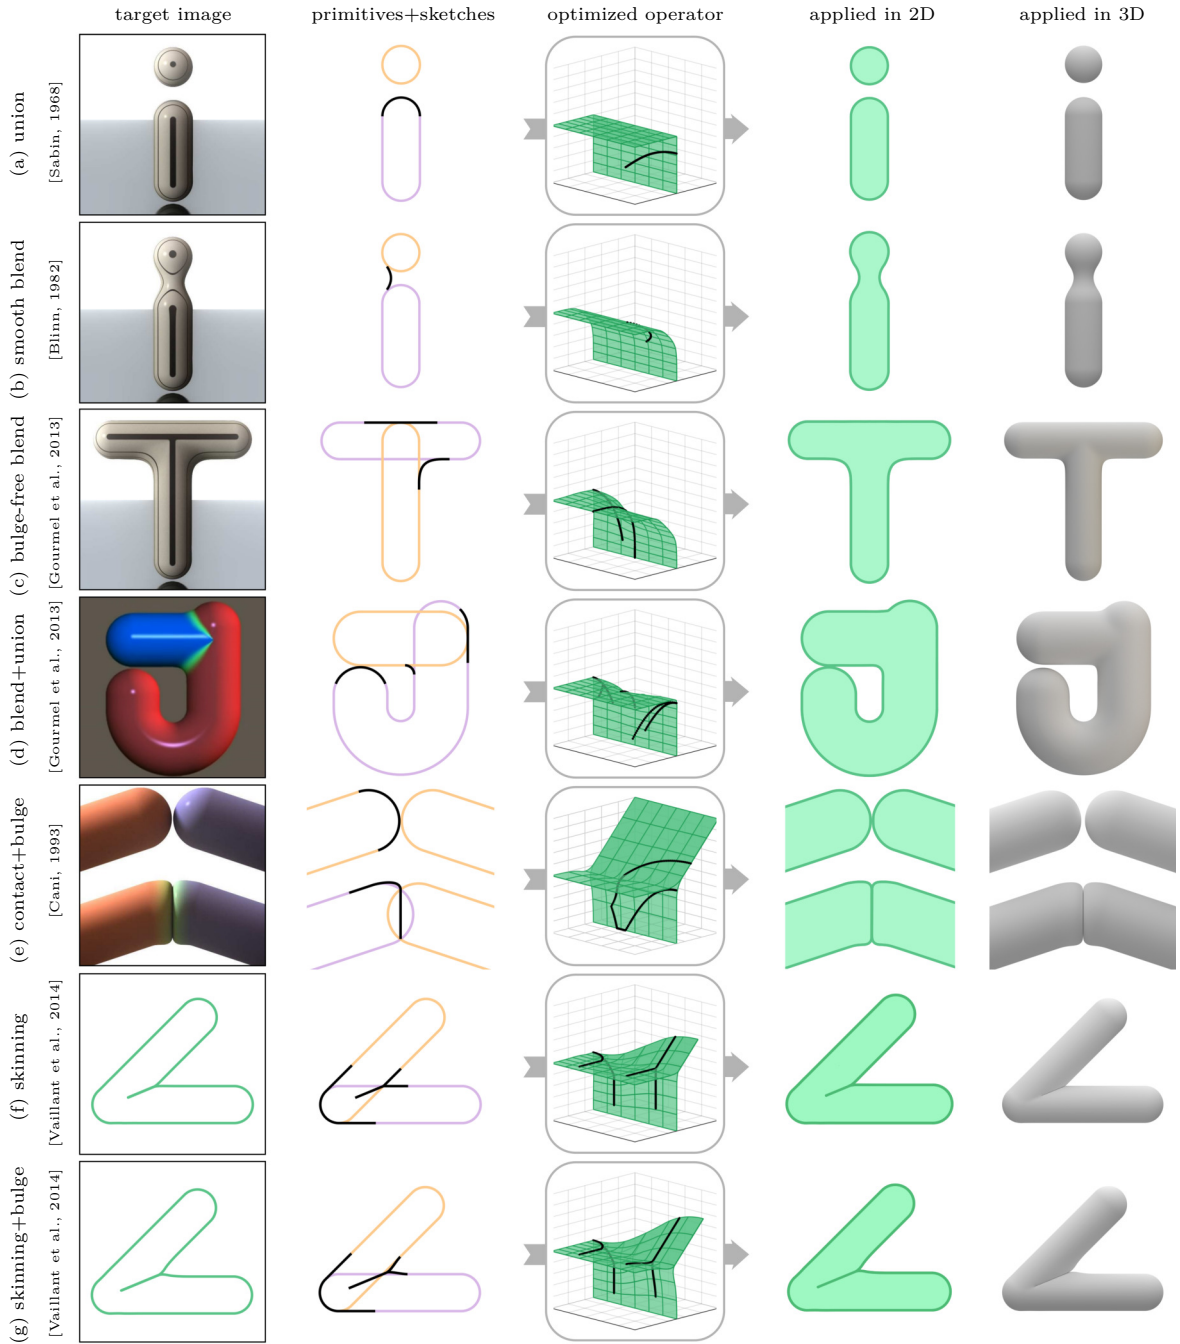 target image
primitives+sketches
optimized operator
applied in 2D
applied in 3D
(a) union
[Sabin, 1968]
(b) smooth blend
[Blinn, 1982]
(c) bulge-free blend
[Gourmel et al., 2013]
(d) blend+union
[Gourmel et al., 2013]
(e) contact+bulge
[Cani, 1993]
(f) skinning
[Vaillant et al., 2014]
(g) skinning+bulge
[Vaillant et al., 2014]